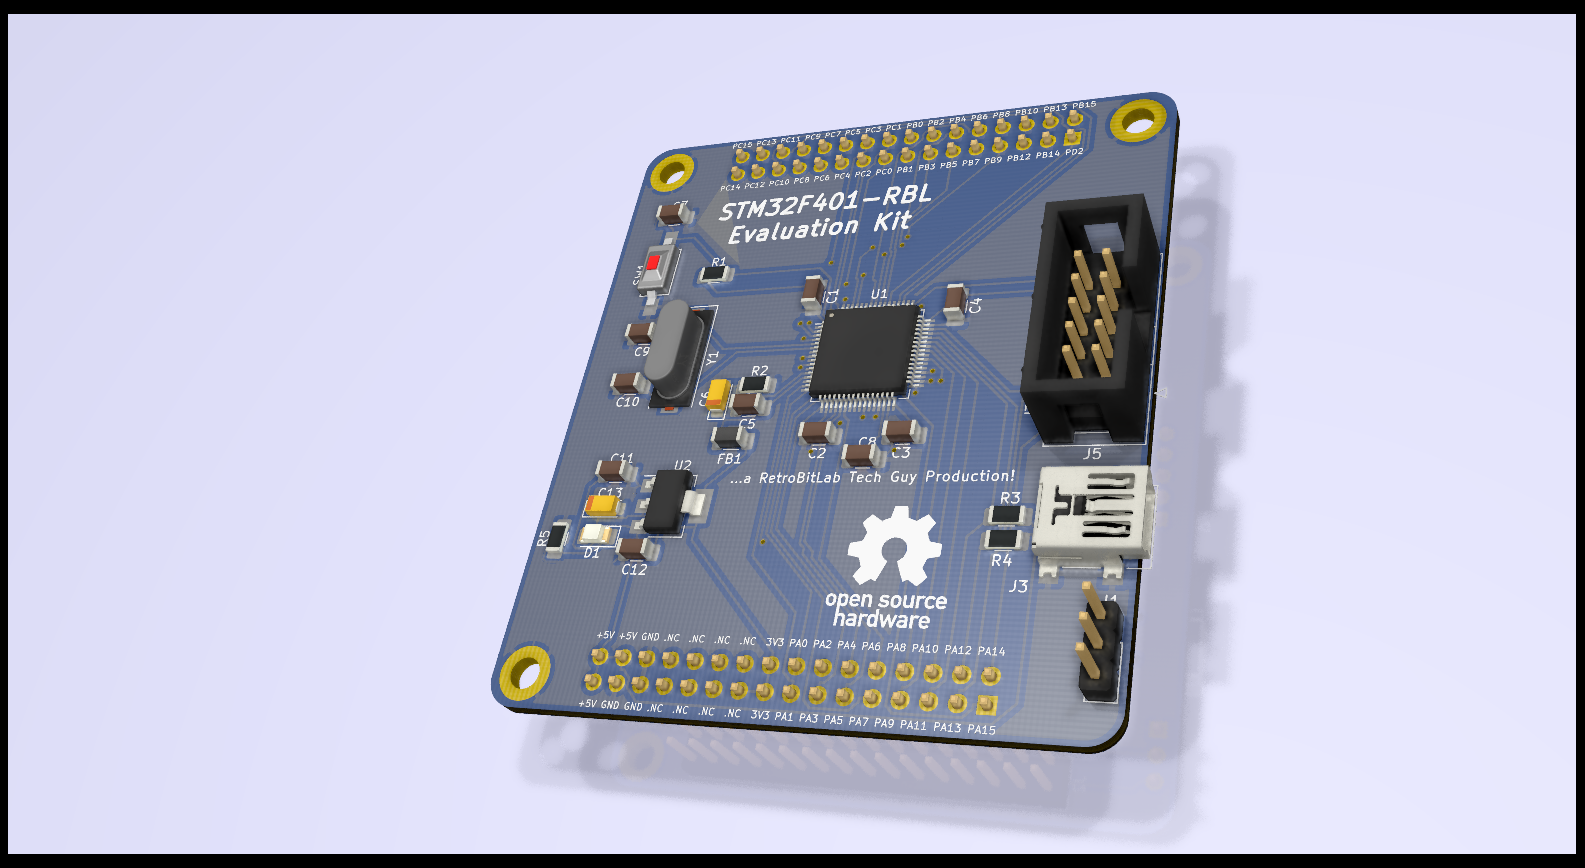 PC15 PC13 PC11 PC9 PC7 PC5 PC3 PC1 PB0 PB2 PB4 PB6 PB8 PB10 PB13 PB15
PC14 PC12 PC10 PC8 PC6 PC4 PC2 PC0 PB1 PB3 PB5 PB7 PB9 PB12 PB14 PD2
STM32F401-RBL
Evaluation Kit
C7
SW1
R1
C1
U1
C4
C9
Y1
C10
C6
R2
C5
FB1
C2
C8
C3
J5
C11
U2
...a RetroBitLab Tech Guy Production!
C13
R3
R5
D1
R4
C12
J3
J1
open source
hardware
+5V +5V GND .NC .NC .NC .NC 3V3 PA0 PA2 PA4 PA6 PA8 PA10 PA12 PA14
+5V GND GND .NC .NC .NC .NC 3V3 PA1 PA3 PA5 PA7 PA9 PA11 PA13 PA15